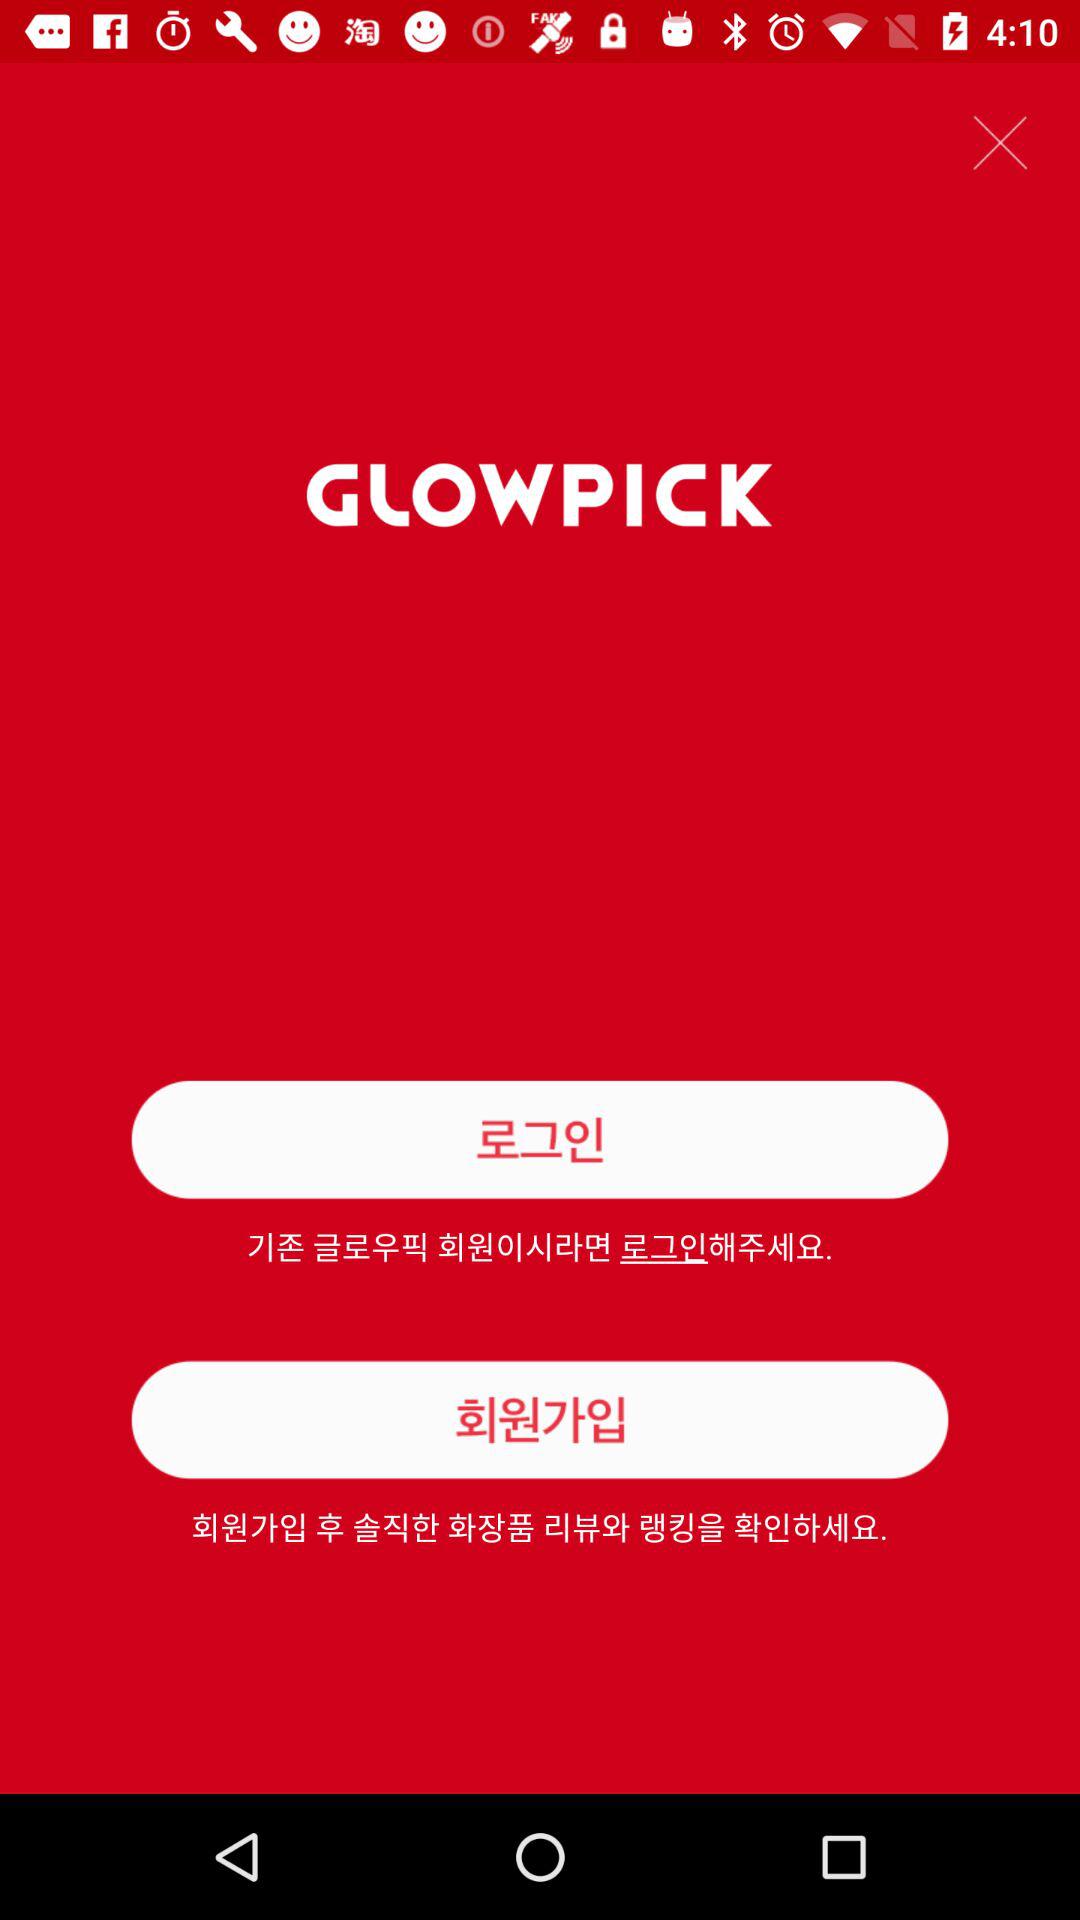 淘 FAKE 4:10
GLOWPICK
로그인
기존 글로우픽 회원이시라면 로그인해주세요.
회원가입
회원가입 후 솔직한 화장품 리뷰와 랭킹을 확인하세요.